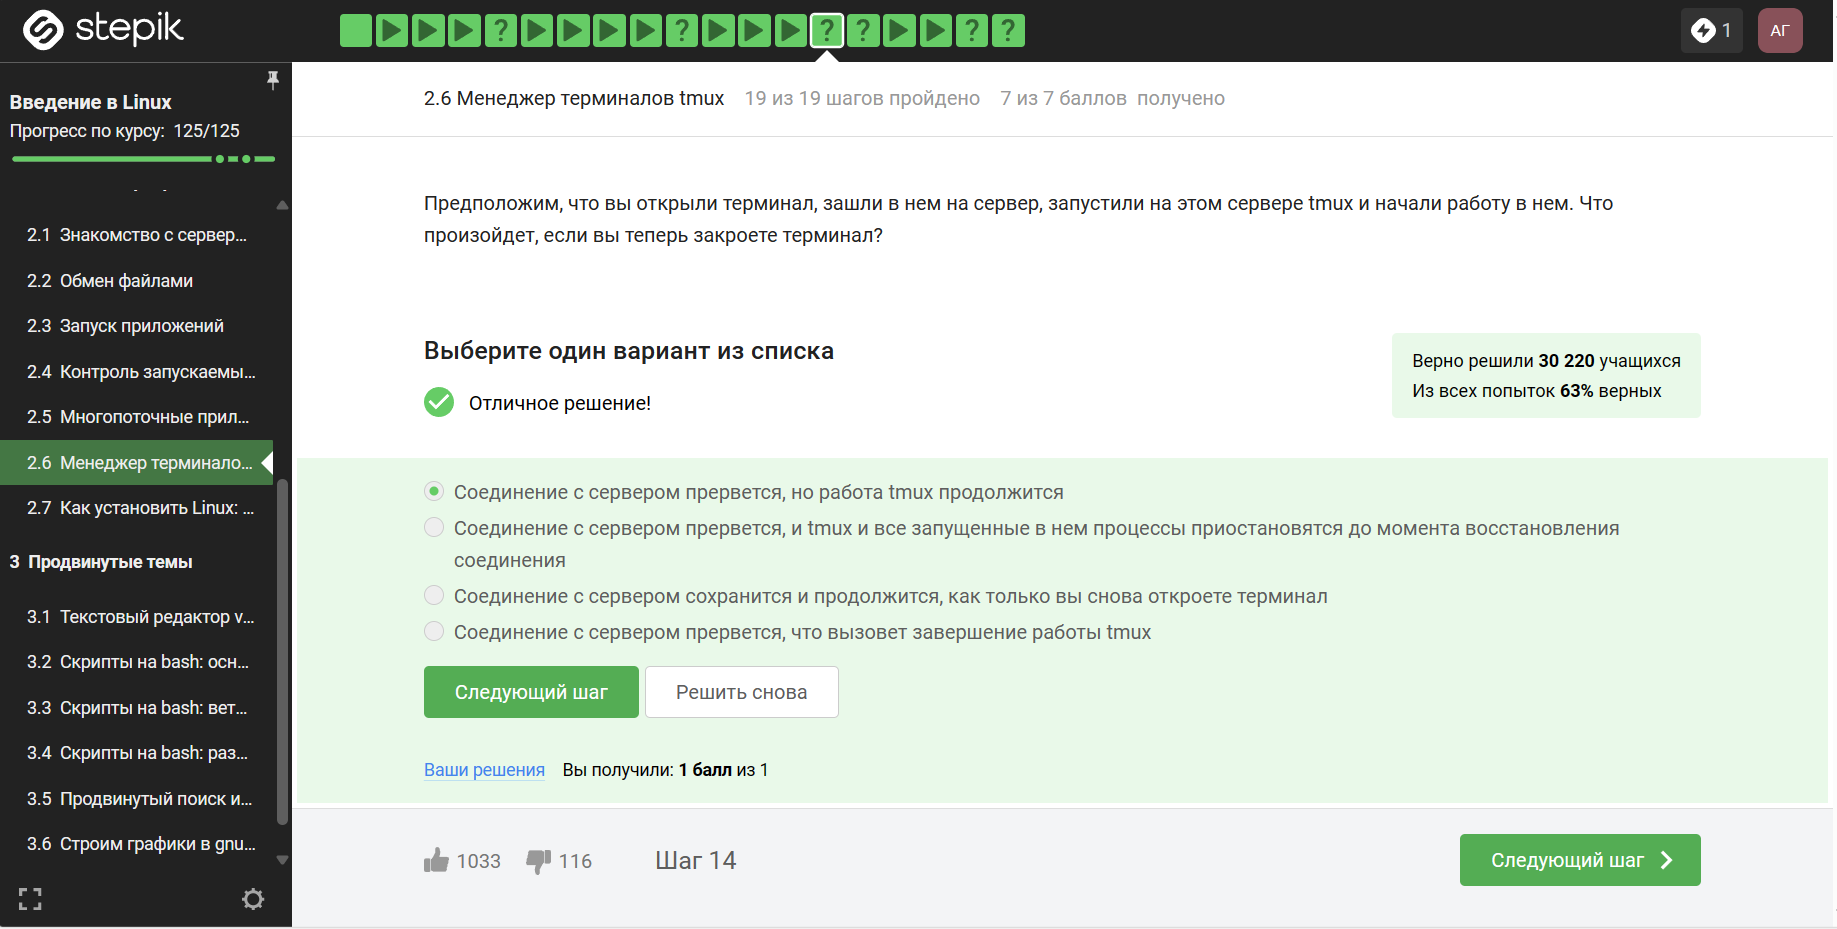 stepik
?
?
?
?
?
?
1
АГ
Введение в Linux
Прогресс по курсу: 125/125
2.1 Знакомство с сервер...
2.2 Обмен файлами
2.3 Запуск приложений
2.4 Контроль запускаемы...
2.5 Многопоточные прил...
2.6 Менеджер терминало...
2.7 Как установить Linux: ...
3 Продвинутые темы
3.1 Текстовый редактор v...
3.2 Скрипты на bash: осн...
3.3 Скрипты на bash: вет...
3.4 Скрипты на bash: раз...
3.5 Продвинутый поиск и...
3.6 Строим графики в gnu...
2.6 Менеджер терминалов tmux 19 из 19 шагов пройдено 7 из 7 баллов получено
Предположим, что вы открыли терминал, зашли в нем на сервер, запустили на этом сервере tmux и начали работу в нем. Что
произойдет, если вы теперь закроете терминал?
Выберите один вариант из списка
Отличное решение!
Верно решили 30 220 учащихся
Из всех попыток 63% верных
Соединение с сервером прервется, но работа tmux продолжится
Соединение с сервером прервется, и tmux и все запущенные в нем процессы приостановятся до момента восстановления
соединения
Соединение с сервером сохранится и продолжится, как только вы снова откроете терминал
Соединение с сервером прервется, что вызовет завершение работы tmux
Следующий шаг
Решить снова
Ваши решения Вы получили: 1 балл из 1
1033 116 Шаг 14
Следующий шаг